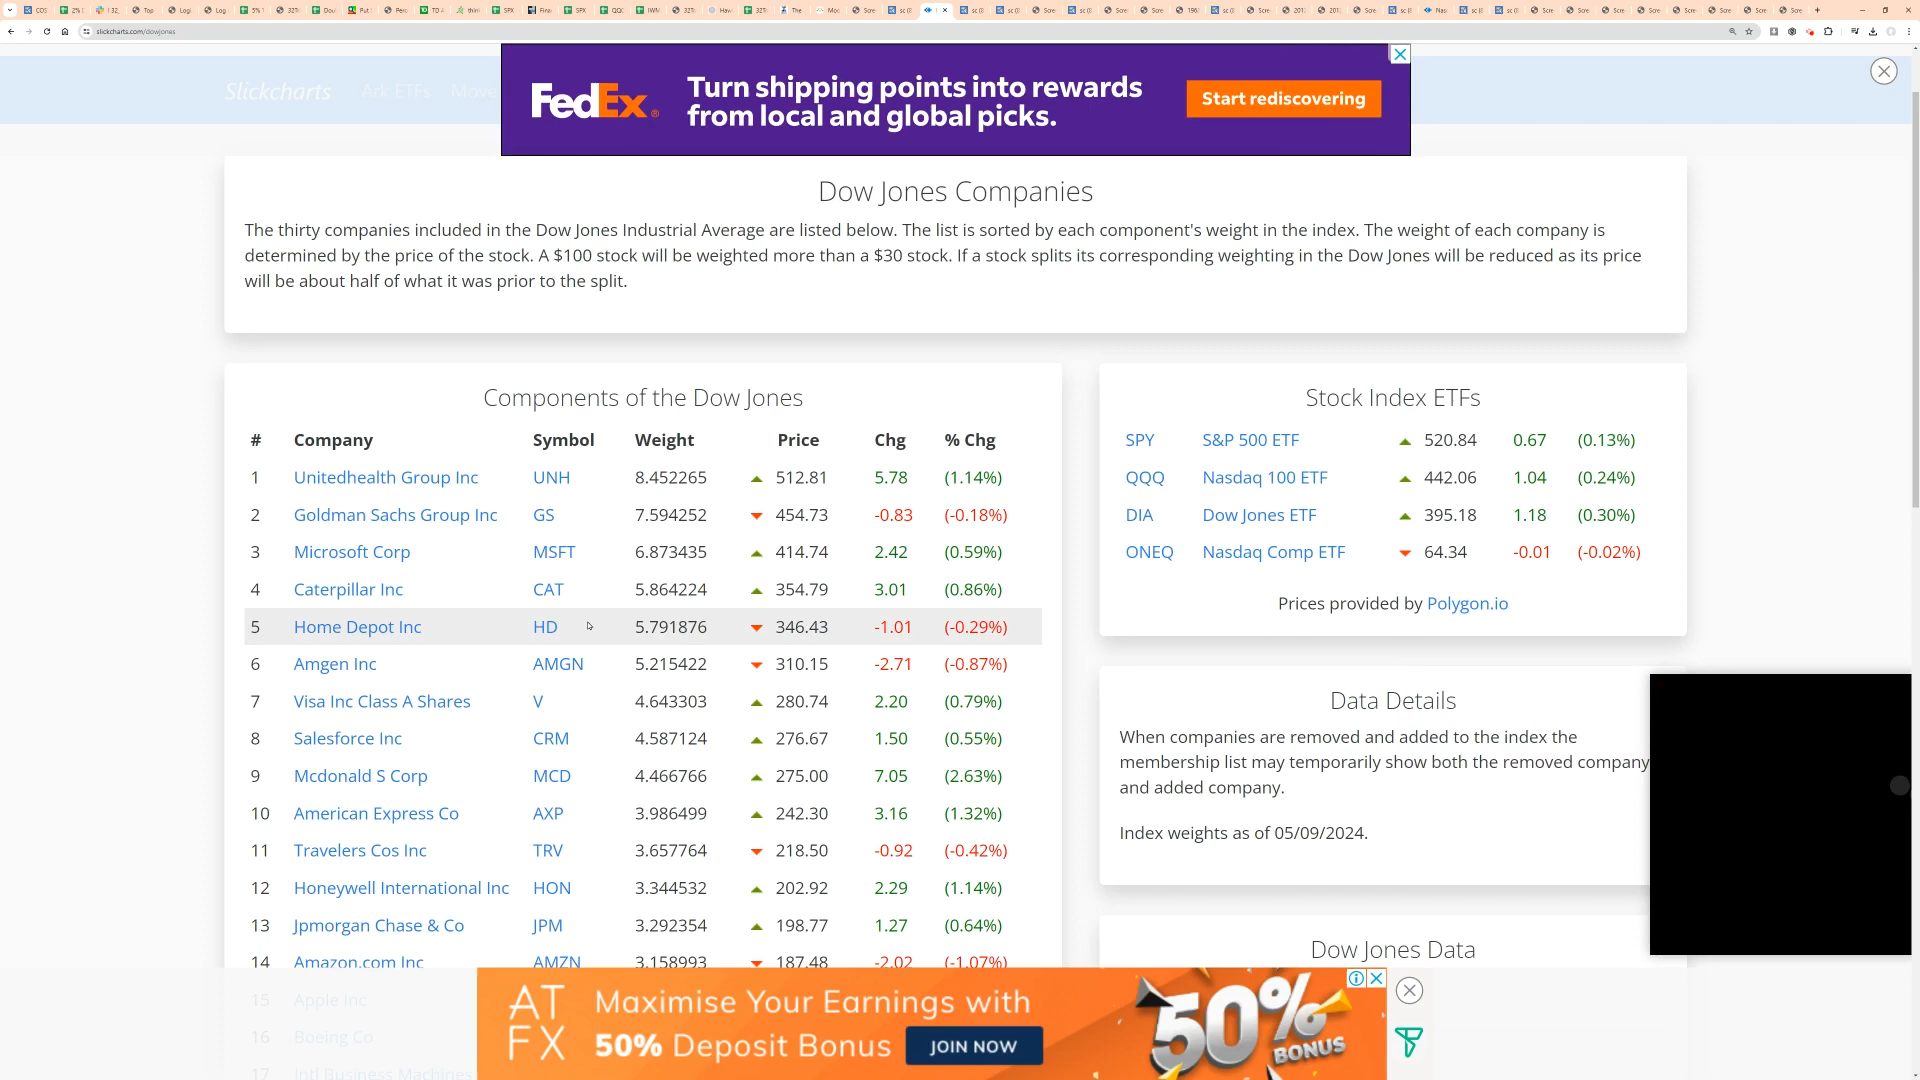 slickcharts.com/dowjones
Slickcharts Ark ETFs Move
FedEx®
Turn shipping points into rewards
from local and global picks.
Start rediscovering
Dow Jones Companies
The thirty companies included in the Dow Jones Industrial Average are listed below. The list is sorted by each component's weight in the index. The weight of each company is
determined by the price of the stock. A $100 stock will be weighted more than a $30 stock. If a stock splits its corresponding weighting in the Dow Jones will be reduced as its price
will be about half of what it was prior to the split.
Components of the Dow Jones
# Company Symbol Weight Price Chg % Chg
1 Unitedhealth Group Inc UNH 8.452265 512.81 5.78 (1.14%)
2 Goldman Sachs Group Inc GS 7.594252 454.73 -0.83 (-0.18%)
3 Microsoft Corp MSFT 6.873435 414.74 2.42 (0.59%)
4 Caterpillar Inc CAT 5.864224 354.79 3.01 (0.86%)
5 Home Depot Inc HD 5.791876 346.43 -1.01 (-0.29%)
6 Amgen Inc AMGN 5.215422 310.15 -2.71 (-0.87%)
7 Visa Inc Class A Shares V 4.643303 280.74 2.20 (0.79%)
8 Salesforce Inc CRM 4.587124 276.67 1.50 (0.55%)
9 Mcdonald S Corp MCD 4.466766 275.00 7.05 (2.63%)
10 American Express Co AXP 3.986499 242.30 3.16 (1.32%)
11 Travelers Cos Inc TRV 3.657764 218.50 -0.92 (-0.42%)
12 Honeywell International Inc HON 3.344532 202.92 2.29 (1.14%)
13 Jpmorgan Chase & Co JPM 3.292354 198.77 1.27 (0.64%)
14 Amazon.com Inc AMZN 3.158993 187.48 -2.02 (-1.07%)
15 Apple Inc
16 Boeing Co
17 Intl Business Machines
Stock Index ETFs
SPY S&P 500 ETF 520.84 0.67 (0.13%)
QQQ Nasdaq 100 ETF 442.06 1.04 (0.24%)
DIA Dow Jones ETF 395.18 1.18 (0.30%)
ONEQ Nasdaq Comp ETF 64.34 -0.01 (-0.02%)
Prices provided by Polygon.io
Data Details
When companies are removed and added to the index the
membership list may temporarily show both the removed company
and added company.
Index weights as of 05/09/2024.
Dow Jones Data
AT
FX
Maximise Your Earnings with
50% Deposit Bonus
JOIN NOW
50%
BONUS